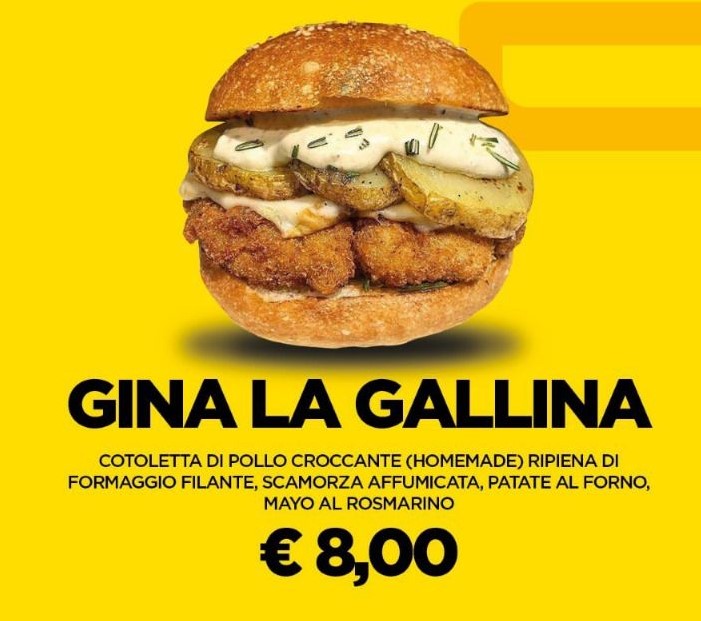 GINA LA GALLINA
COTOLETTA DI POLLO CROCCANTE (HOMEMADE) RIPIENA DI
FORMAGGIO FILANTE, SCAMORZA AFFUMICATA, PATATE AL FORNO,
MAYO AL ROSMARINO
€ 8,00